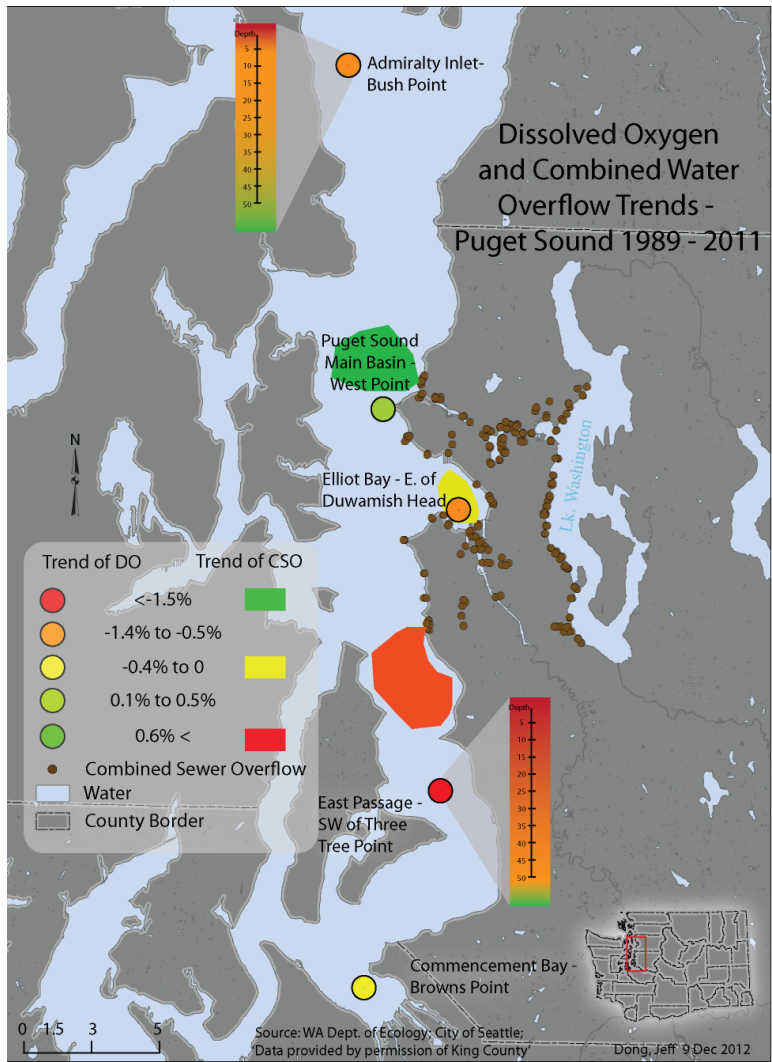 Depth
5
10
15
20
25
30
35
40
45
50
Admiralty Inlet-
Bush Point
Dissolved Oxygen
and Combined Water
Overflow Trends -
Puget Sound 1989 - 2011
Puget Sound
Main Basin -
West Point
N
Elliot Bay - E. of
Duwamish Head
Lk. Washington
Trend of DO Trend of CSO
<-1.5%
-1.4% to -0.5%
-0.4% to 0
0.1% to 0.5%
0.6% <
Combined Sewer Overflow
Water
County Border
Depth
5
10
15
20
25
30
35
40
45
50
East Passage -
SW of Three
Tree Point
Commencement Bay -
Browns Point
0 1.5 3 5
Source: WA Dept. of Ecology; City of Seattle;
'Data provided by permission of King County'
Dong, Jeff 9 Dec 2012